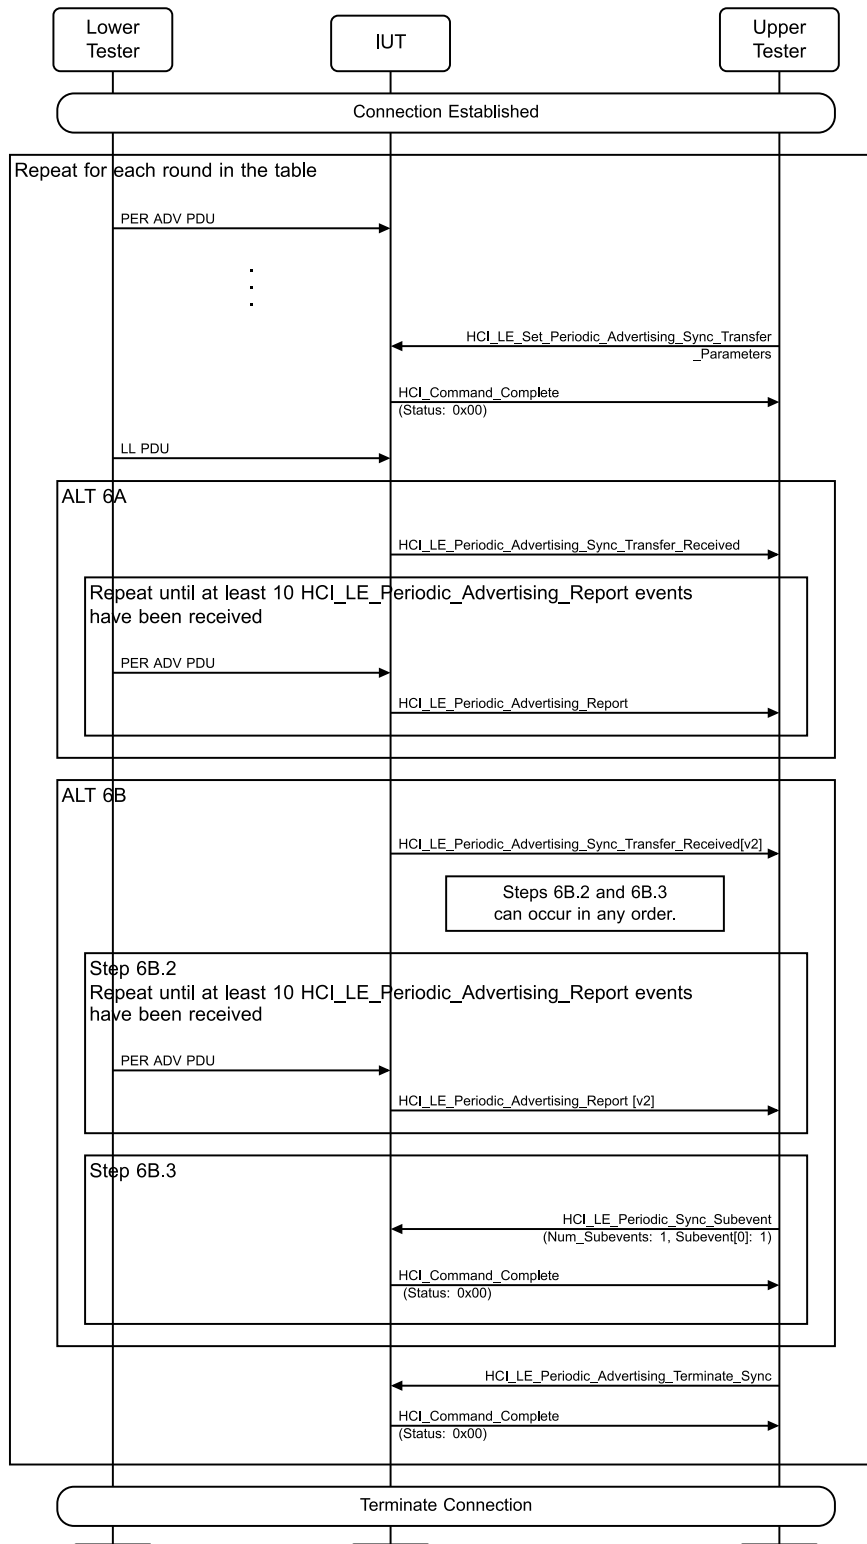 Lower
Tester
IUT
Upper
Tester
Connection Established
Repeat for each round in the table
PER ADV PDU
HCI_LE_Set_Periodic_Advertising_Sync_Transfer
_Parameters
HCI_Command_Complete
(Status: 0x00)
LL PDU
ALT 6A
HCI_LE_Periodic_Advertising_Sync_Transfer_Received
Repeat until at least 10 HCI_LE_Periodic_Advertising_Report events
have been received
PER ADV PDU
HCI_LE_Periodic_Advertising_Report
ALT 6B
HCI_LE_Periodic_Advertising_Sync_Transfer_Received[v2]
Steps 6B.2 and 6B.3
can occur in any order.
Step 6B.2
Repeat until at least 10 HCI_LE_Periodic_Advertising_Report events
have been received
PER ADV PDU
HCI_LE_Periodic_Advertising_Report [v2]
Step 6B.3
HCI_LE_Periodic_Sync_Subevent
(Num_Subevents: 1, Subevent[0]: 1)
HCI_Command_Complete
(Status: 0x00)
HCI_LE_Periodic_Advertising_Terminate_Sync
HCI_Command_Complete
(Status: 0x00)
Terminate Connection